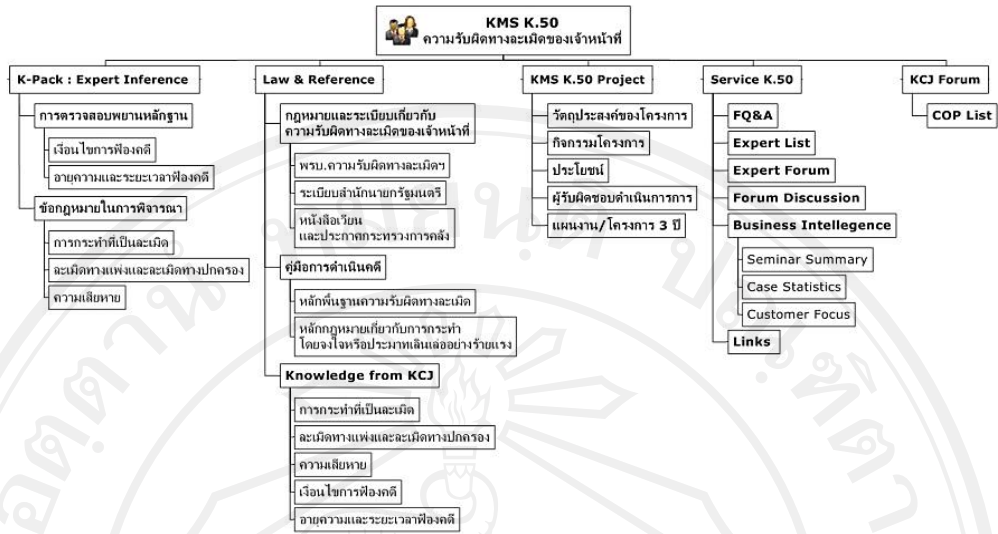 KMS K.50
ความรับผิดทางละเมิดของเจ้าหน้าที่
K-Pack : Expert Inference
การตรวจสอบพยานหลักฐาน
เงื่อนไขการฟ้องคดี
อายุความและระยะเวลาฟ้องคดี
ข้อกฎหมายในการพิจารณา
การกระทำที่เป็นละเมิด
ละเมิดทางแพ่งและละเมิดทางปกครอง
ความเสียหาย
Law & Reference
กฎหมายและระเบียบเกี่ยวกับ
ความรับผิดทางละเมิดของเจ้าหน้าที่
พรบ.ความรับผิดทางละเมิดฯ
ระเบียบสำนักนายกรัฐมนตรี
หนังสือเวียน
และประกาศกระทรวงการคลัง
คู่มือการดำเนินคดี
หลักพื้นฐานความรับผิดทางละเมิด
หลักกฎหมายเกี่ยวกับการกระทำ
โดยจงใจหรือประมาทเลินเล่ออย่างร้ายแรง
Knowledge from KCJ
การกระทำที่เป็นละเมิด
ละเมิดทางแพ่งและละเมิดทางปกครอง
ความเสียหาย
เงื่อนไขการฟ้องคดี
อายุความและระยะเวลาฟ้องคดี
KMS K.50 Project
วัตถุประสงค์ของโครงการ
กิจกรรมโครงการ
ประโยชน์
ผู้รับผิดชอบดำเนินการการ
แผนงาน/โครงการ 3 ปี
Service K.50
FQ&A
Expert List
Expert Forum
Forum Discussion
Business Intellegence
Seminar Summary
Case Statistics
Customer Focus
Links
KCJ Forum
COP List